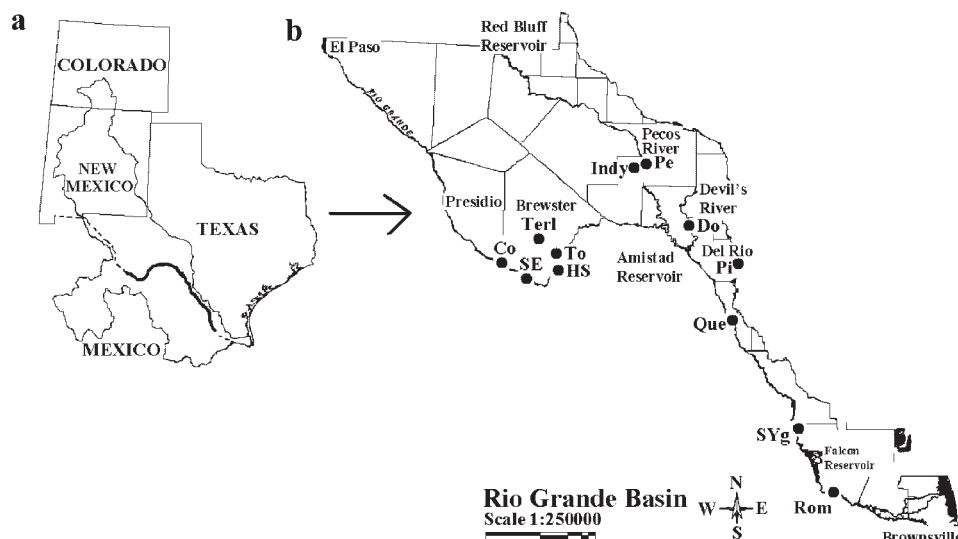 a
COLORADO
NEW
MEXICO
TEXAS
MEXICO
b
El Paso
Red Bluff
Reservoir
RIO GRANDE
Pecos
River
Indy
Pe
Presidio
Brewster
Terl
Devil's
River
Do
Co
SE
To
HS
Amistad
Reservoir
Del Rio
Pi
Que
SYg
Falcon
Reservoir
Rom
Rio Grande Basin
Scale 1:250000
N
W
E
S
Brownsville